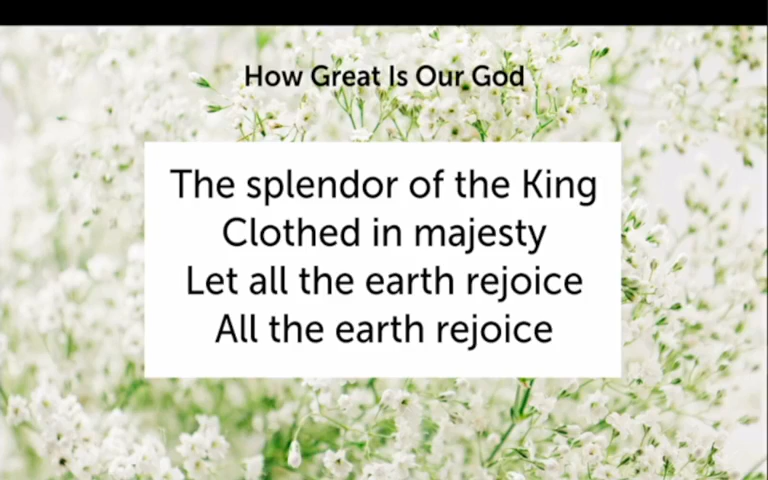 How Great Is Our God
The splendor of the King
Clothed in majesty
Let all the earth rejoice
All the earth rejoice